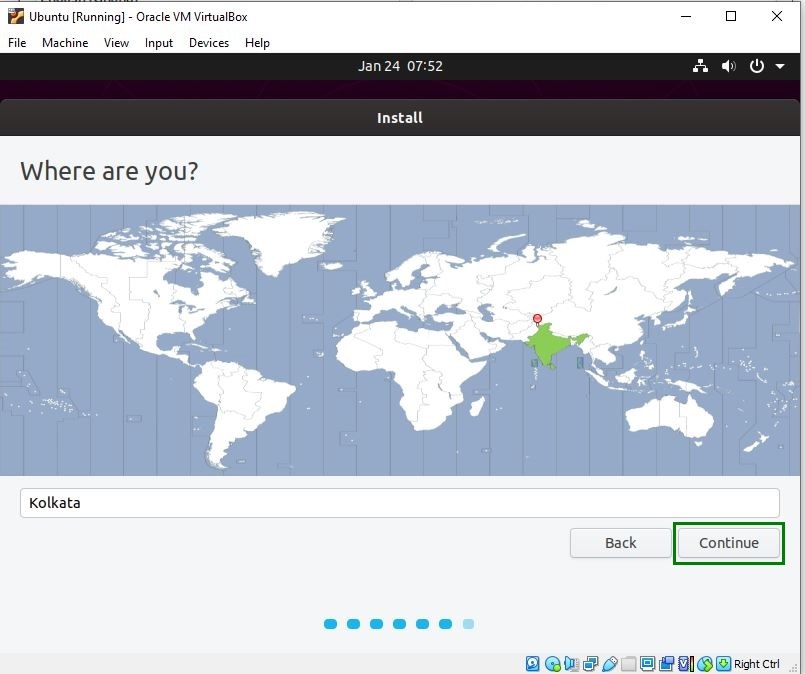 Ubuntu [Running] - Oracle VM VirtualBox
File Machine View Input Devices Help
Jan 24 07:52
Install
Where are you?
Kolkata
Back Continue
Right Ctrl